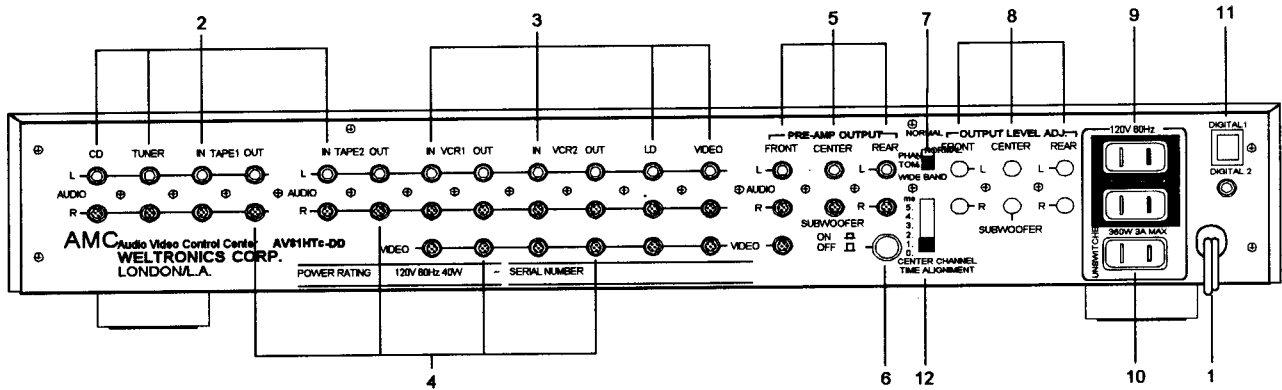 2 3 5 7 8 9 11
PRE-AMP OUTPUT NORMAL OUTPUT LEVEL ADJ. 120V 60Hz DIGITAL 1
CD TUNER IN TAPE1 OUT IN TAPE2 OUT IN VCR1 OUT IN VCR2 OUT LD VIDEO FRONT CENTER REAR NORMAL FRONT CENTER REAR
L L L L PHAN TOM. L R DIGITAL 2
WIDE BAND
AUDIO AUDIO AUDIO
R R R R ms 5. R R
4.
SUBWOOFER 3. SUBWOOFER 360W 3A MAX
AMC Audio Video Control Center AV81HTc-DD VIDEO VIDEO ON 2.
WELTRONICS CORP. OFF 1.
LONDON/L.A. 0. UNSWITCHED
POWER RATING 120V 60Hz 40W ~ SERIAL NUMBER CENTER CHANNEL
TIME ALIGNMENT
4 6 12 10 1